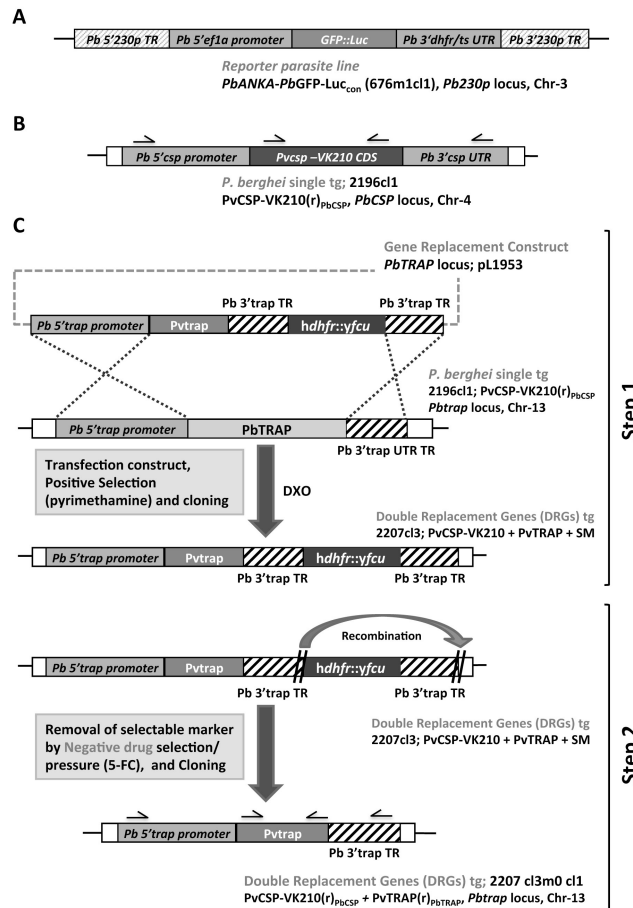 A
Pb 5'230p TR Pb 5'ef1a promoter GFP::Luc Pb 3'dhfr/ts UTR Pb 3'230p TR
Reporter parasite line
PbANKA-PbGFP-Luccon (676m1cl1), Pb230p locus, Chr-3
B
Pb 5'csp promoter Pvcsp –VK210 CDS Pb 3'csp UTR
P. berghei single tg; 2196cl1
PvCSP-VK210(r)PbCSP, PbCSP locus, Chr-4
C
Gene Replacement Construct
PbTRAP locus; pL1953
Pb 3'trap TR Pb 3'trap TR
Pb 5'trap promoter Pvtrap hdhfr::yfcu
P. berghei single tg
2196cl1; PvCSP-VK210(r)PbCSP
Pbtrap locus, Chr-13
Pb 5'trap promoter PbTRAP
Pb 3'trap UTR TR
Transfection construct,
Positive Selection
(pyrimethamine) and cloning
DXO
Double Replacement Genes (DRGs) tg
2207cl3; PvCSP-VK210 + PvTRAP + SM
Pb 5'trap promoter Pvtrap hdhfr::yfcu
Pb 3'trap TR Pb 3'trap TR
Step 1
Recombination
Pb 5'trap promoter Pvtrap hdhfr::yfcu
Pb 3'trap TR Pb 3'trap TR
Removal of selectable marker
by Negative drug selection/
pressure (5-FC), and Cloning
Double Replacement Genes (DRGs) tg
2207cl3; PvCSP-VK210 + PvTRAP + SM
Pb 5'trap promoter Pvtrap
Pb 3'trap TR
Double Replacement Genes (DRGs) tg; 2207 cl3m0 cl1
PvCSP-VK210(r)PbCSP + PvTRAP(r)PbTRAP, Pbtrap locus, Chr-13
Step 2